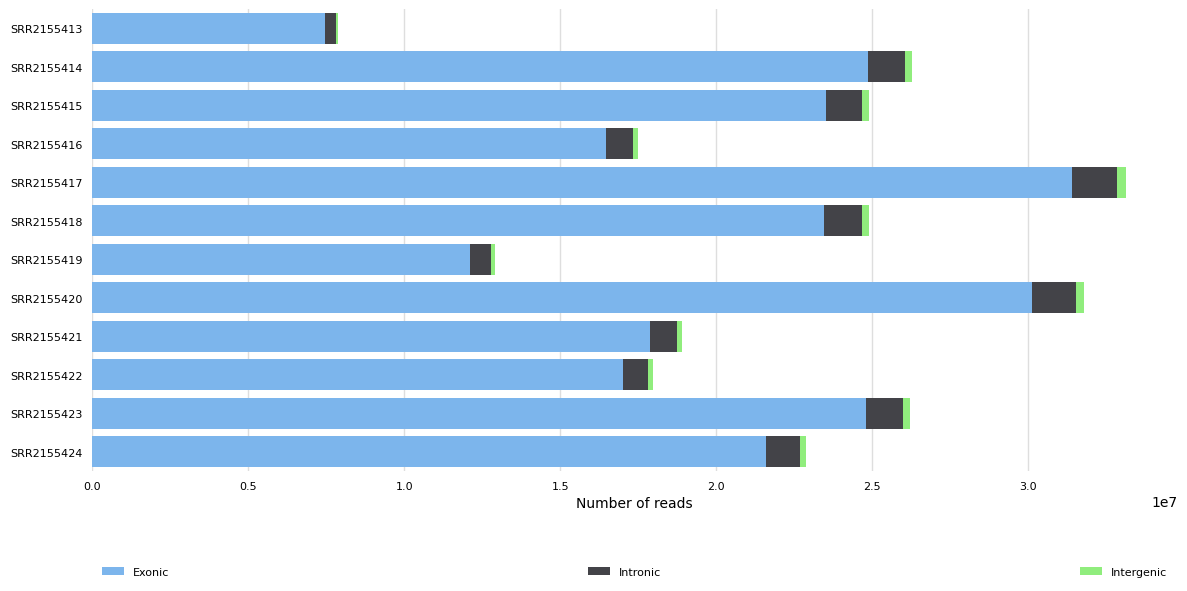 SRR2155413
SRR2155414
SRR2155415
SRR2155416
SRR2155417
SRR2155418
SRR2155419
SRR2155420
SRR2155421
SRR2155422
SRR2155423
SRR2155424
0.0 0.5 1.0 1.5 2.0 2.5 3.0
Number of reads
1e7
Exonic Intronic Intergenic